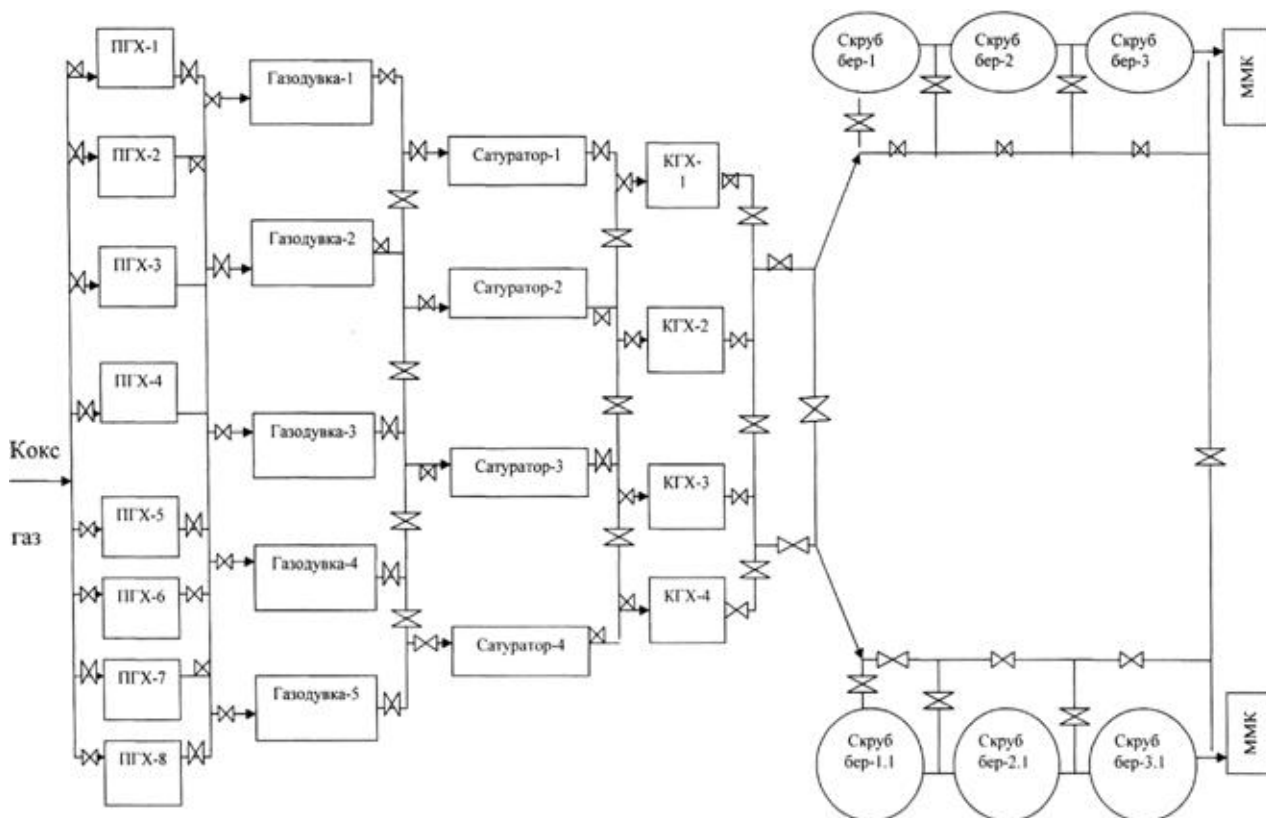 Кокс
газ
ПГХ-1
ПГХ-2
ПГХ-3
ПГХ-4
ПГХ-5
ПГХ-6
ПГХ-7
ПГХ-8
Газодувка-1
Газодувка-2
Газодувка-3
Газодувка-4
Газодувка-5
Сатуратор-1
Сатуратор-2
Сатуратор-3
Сатуратор-4
КГХ-
1
КГХ-2
КГХ-3
КГХ-4
Скруб
бер-1
Скруб
бер-2
Скруб
бер-3
ММК
Скруб
бер-1.1
Скруб
бер-2.1
Скруб
бер-3.1
ММК